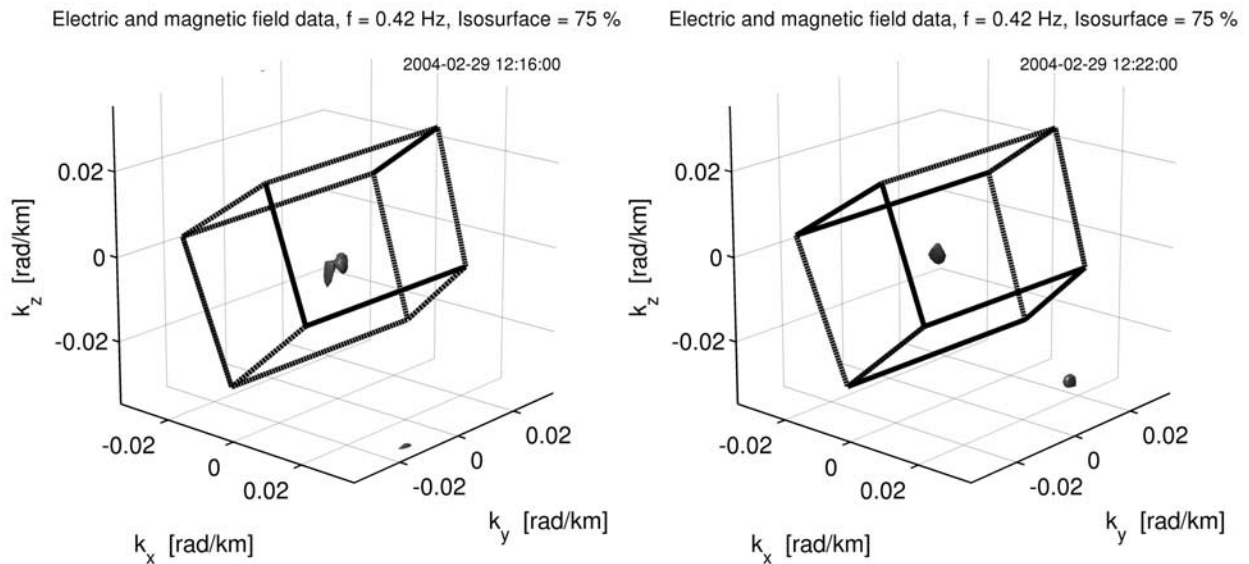 Electric and magnetic field data, f = 0.42 Hz, Isosurface = 75 %
2004-02-29 12:16:00
0.02
0
-0.02
k_z [rad/km]
-0.02
0
0.02
k_x [rad/km]
0.02
0
-0.02
k_y [rad/km]
Electric and magnetic field data, f = 0.42 Hz, Isosurface = 75 %
2004-02-29 12:22:00
0.02
0
-0.02
k_z [rad/km]
-0.02
0
0.02
k_x [rad/km]
0.02
0
-0.02
k_y [rad/km]